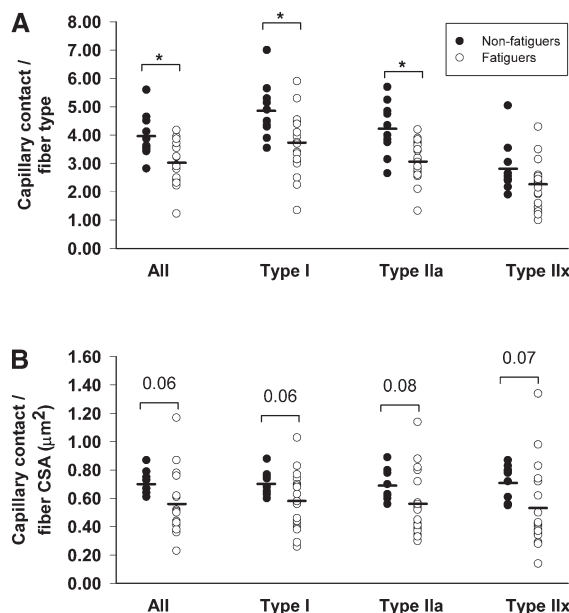 A
8.00
7.00
6.00
5.00
4.00
3.00
2.00
1.00
0.00
Capillary contact /
fiber type
*
*
*
Non-fatiguers
Fatiguers
All
Type I
Type IIa
Type IIx
B
1.60
1.40
1.20
1.00
0.80
0.60
0.40
0.20
0.00
Capillary contact /
fiber CSA (μm²)
0.06
0.06
0.08
0.07
All
Type I
Type IIa
Type IIx